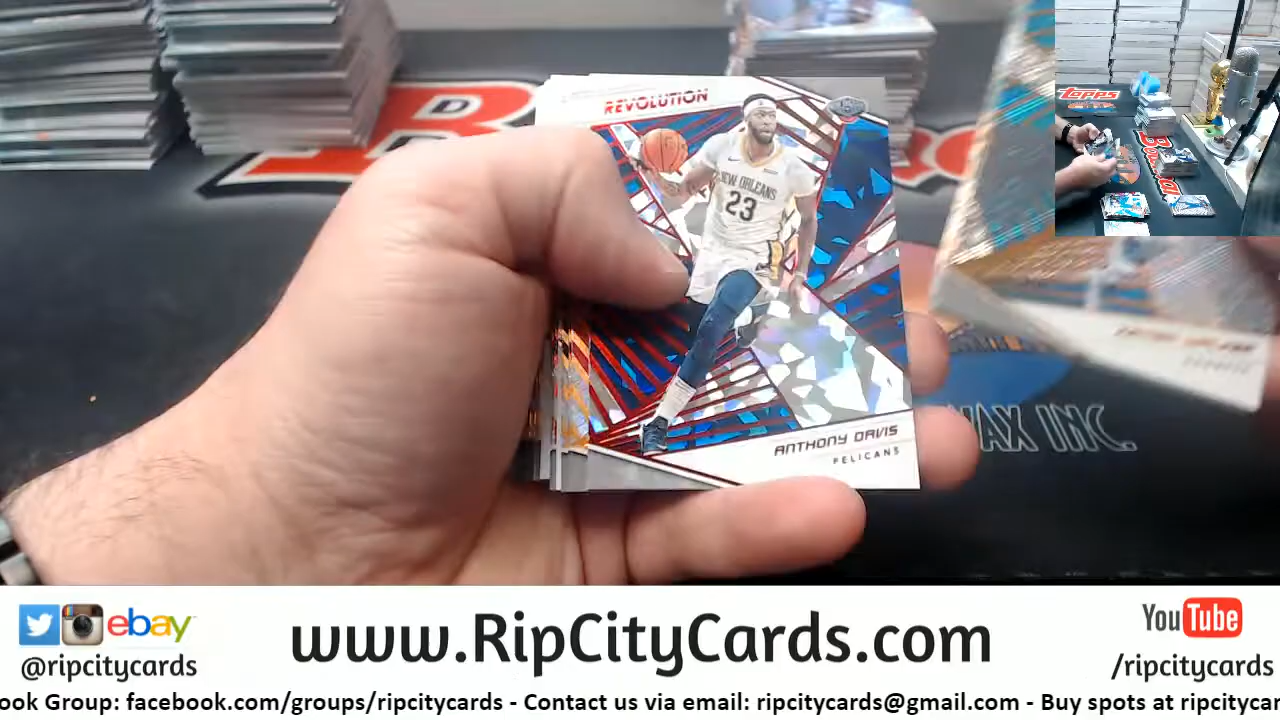 REVOLUTION
NEW ORLEANS
23
ANTHONY DAVIS
PELICANS
topps
MAX INC.
ebay
@ripcitycards
www.RipCityCards.com
YouTube
/ripcitycards
ook Group: facebook.com/groups/ripcitycards - Contact us via email: ripcitycards@gmail.com - Buy spots at ripcitycar